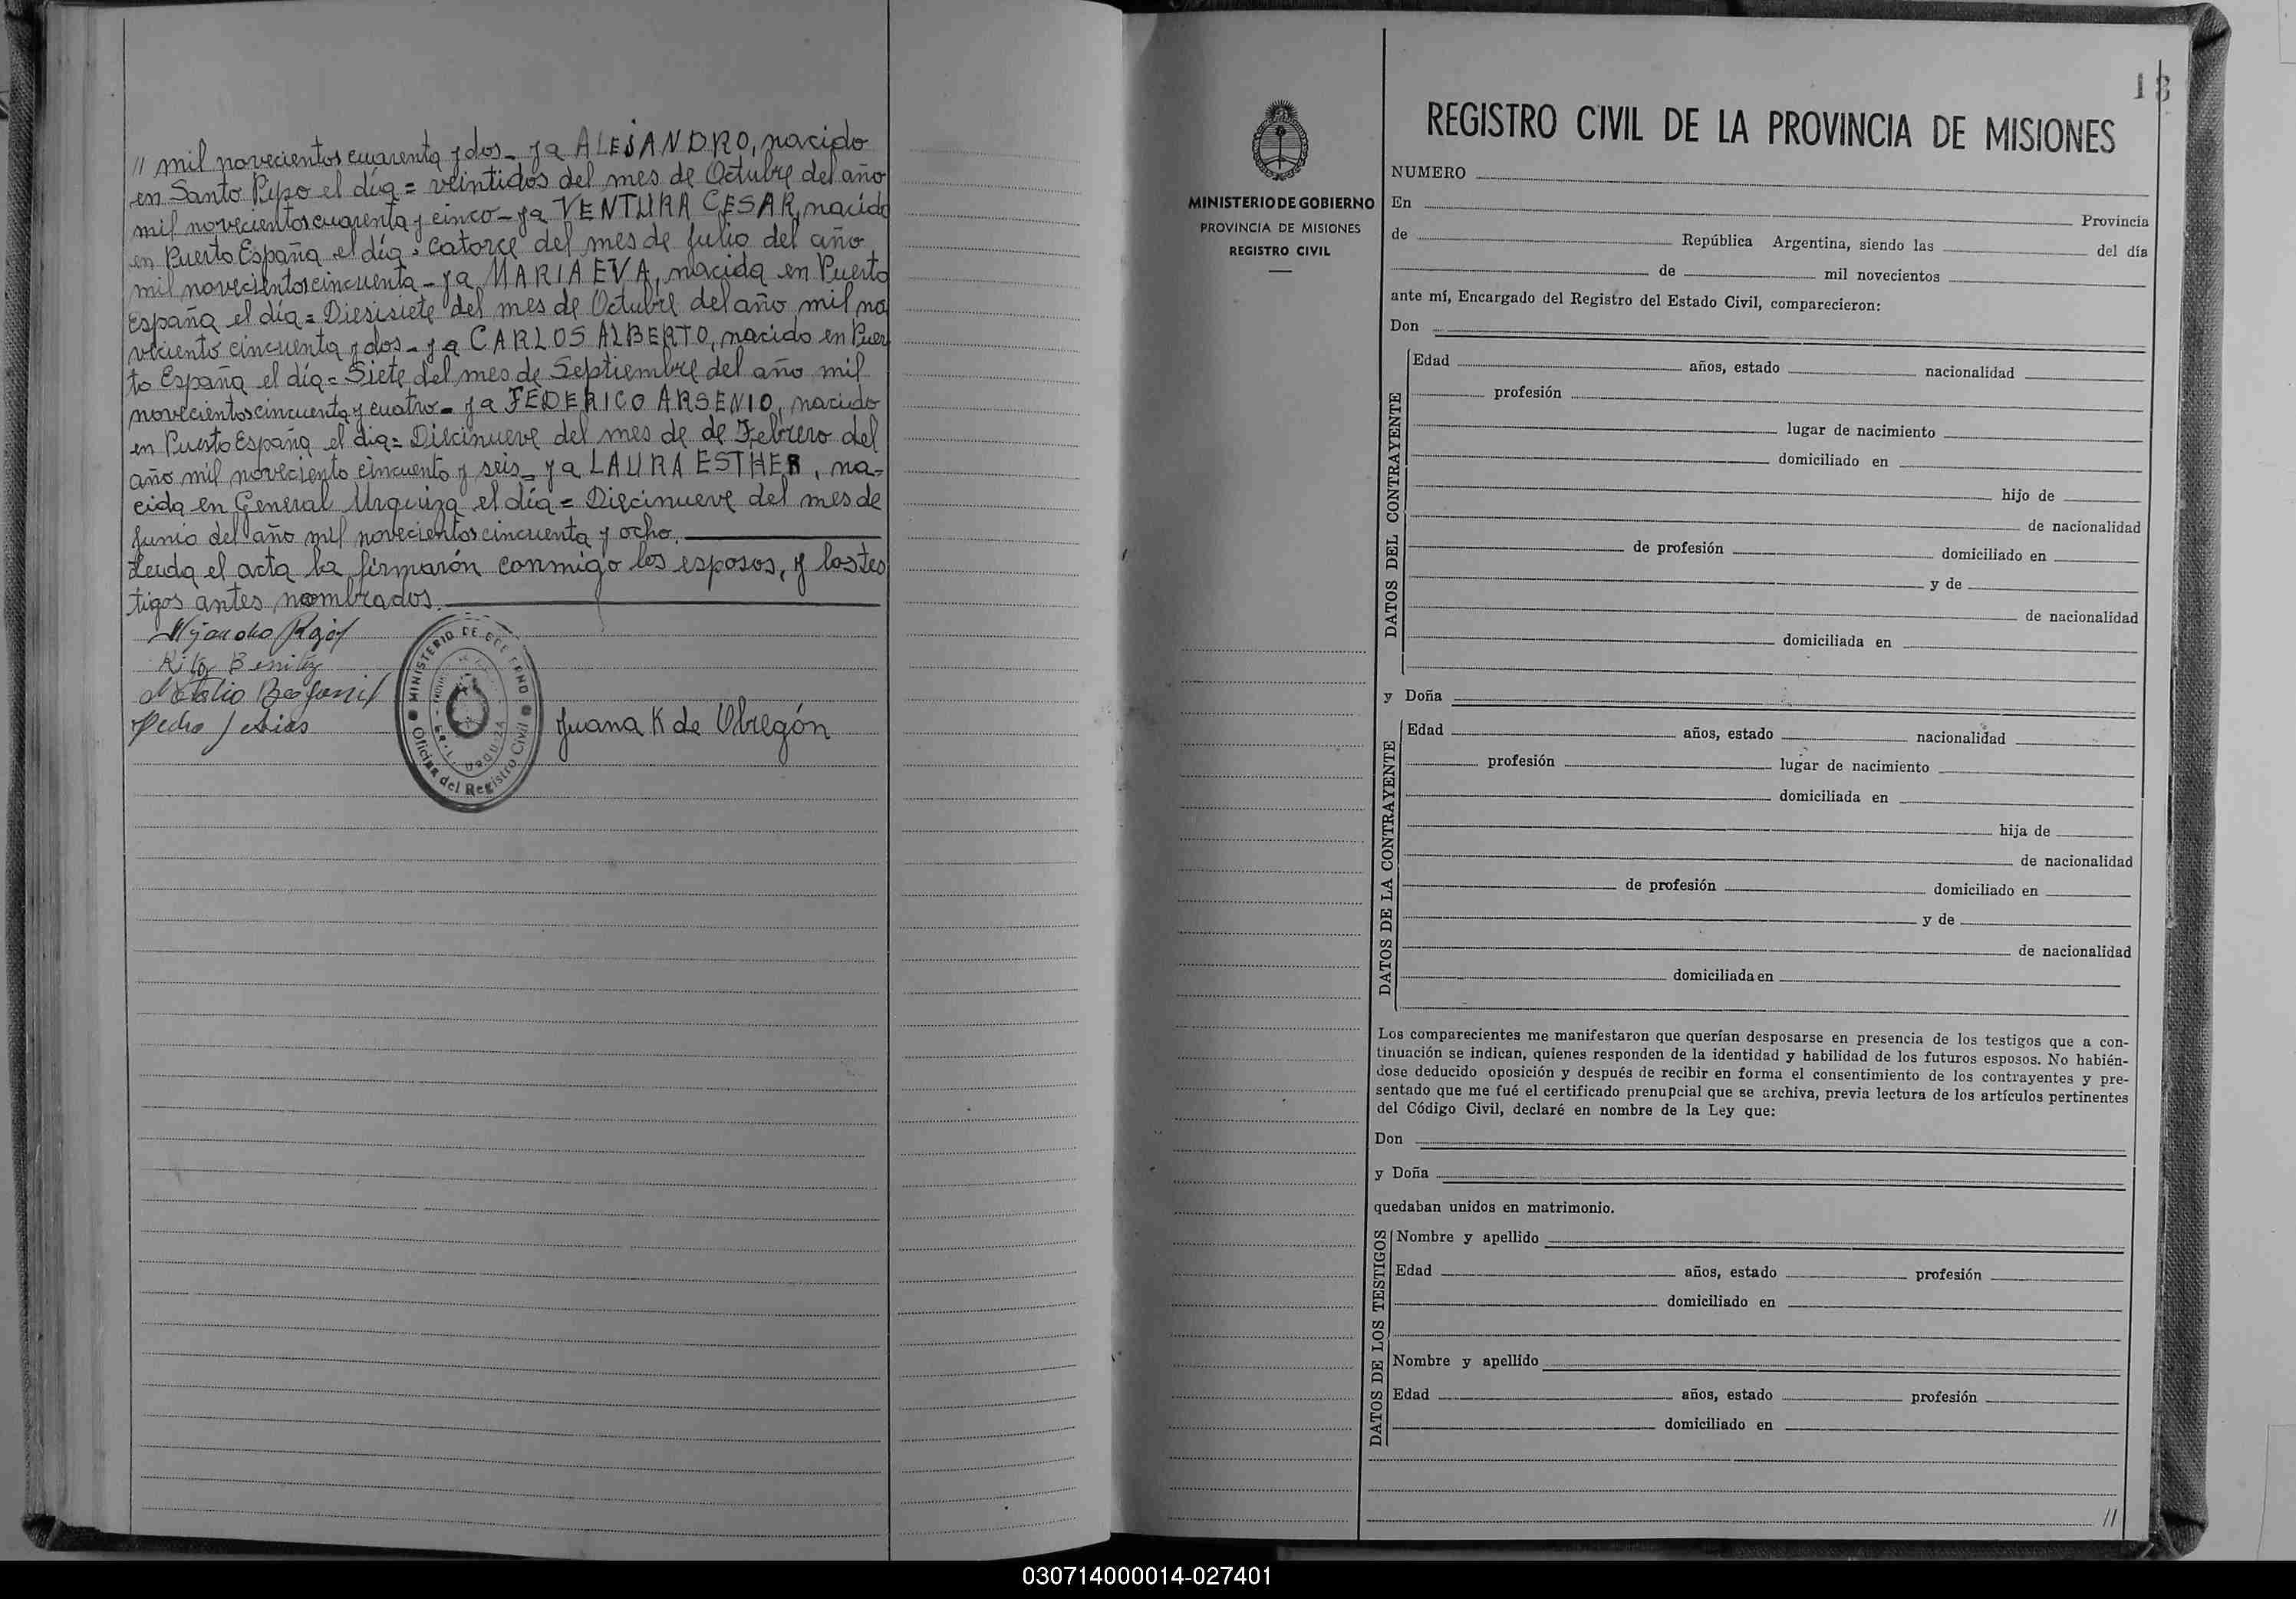 // mil novecientos cuarenta y dos_ y a ALEJANDRO, nacido
en Santo Pipo el día = veintidos del mes de Octubre del año
mil novecientos cuarenta y cinco - y a VENTURA CESAR, nacido
en Puerto España el día = catorce del mes de Julio del año
mil novecientos cincuenta - y a MARIA EVA, nacida en Puerto
España el día = Diesisiete del mes de Octubre del año mil no
veciento cincuenta y dos - y a CARLOS ALBERTO, nacido en Puer
to España el día = Siete del mes de Septiembre del año mil
novecientos cincuenta y cuatro - y a FEDERICO ARSENIO, nacido
en Puerto España el dia = Diecinueve del mes de de Febrero del
año mil noveciento cincuenta y seis_ y a LAURA ESTHER, na-
cida en General Urquiza el día = Diecinueve del mes de
Junio del año mil novecientos cincuenta y ocho.
Leida el acta la firmarón conmigo los esposos, y los tes
tigos antes nombrados.
Rita Benitez
Pedro
Juana K de Obregón
MINISTERIO DE GOBIERNO
Oficina del Registro Civil
18
REGISTRO CIVIL DE LA PROVINCIA DE MISIONES
MINISTERIO DE GOBIERNO
PROVINCIA DE MISIONES
REGISTRO CIVIL
NUMERO
En Provincia
de República Argentina, siendo las del día
de mil novecientos
ante mí, Encargado del Registro del Estado Civil, comparecieron:
Don
DATOS DEL CONTRAYENTE
Edad años, estado nacionalidad
profesión
lugar de nacimiento
domiciliado en
hijo de
de nacionalidad
de profesión domiciliado en
y de
de nacionalidad
domiciliada en
y Doña
DATOS DE LA CONTRAYENTE
Edad años, estado nacionalidad
profesión lugar de nacimiento
domiciliada en
hija de
de nacionalidad
de profesión domiciliado en
y de
de nacionalidad
domiciliada en
Los comparecientes me manifestaron que querían desposarse en presencia de los testigos que a con-
tinuación se indican, quienes responden de la identidad y habilidad de los futuros esposos. No habién-
dose deducido oposición y después de recibir en forma el consentimiento de los contrayentes y pre-
sentado que me fué el certificado prenupcial que se archiva, previa lectura de los artículos pertinentes
del Código Civil, declaré en nombre de la Ley que:
Don
y Doña
quedaban unidos en matrimonio.
DATOS DE LOS TESTIGOS
Nombre y apellido
Edad años, estado profesión
domiciliado en
Nombre y apellido
Edad años, estado profesión
domiciliado en
//
030714000014-027401